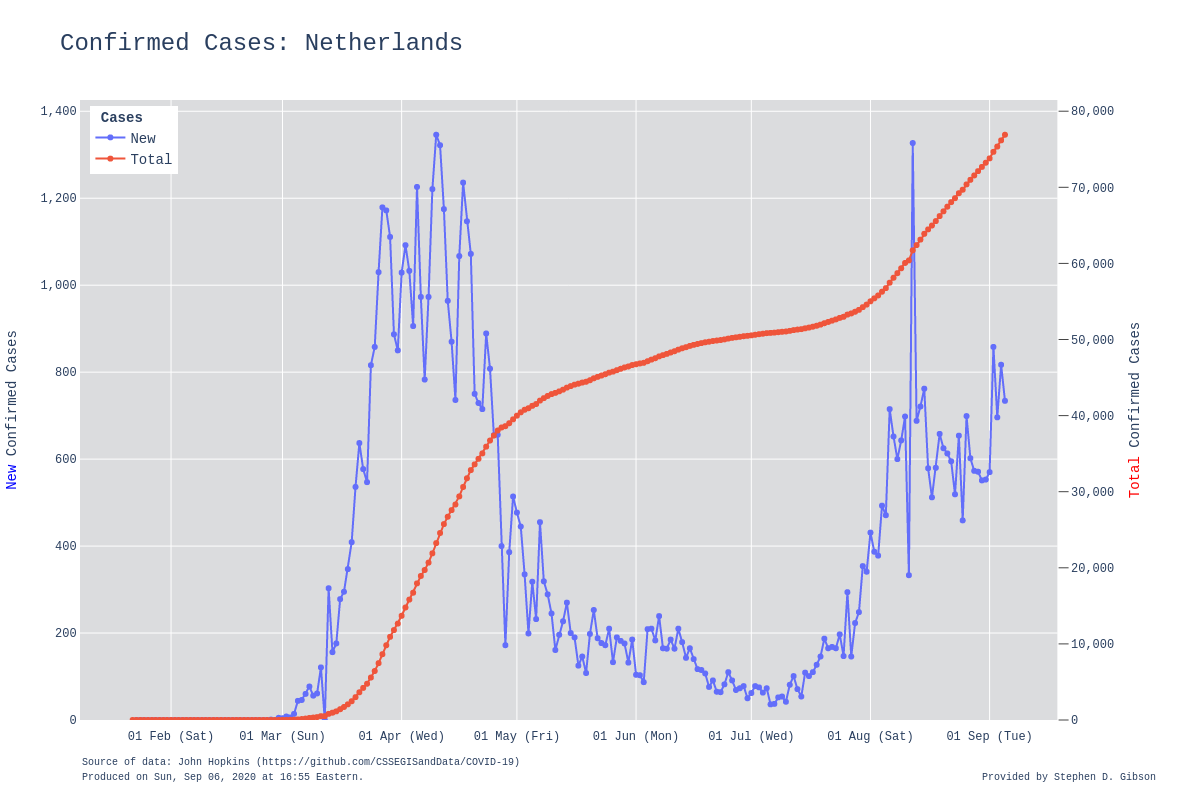 Confirmed Cases: Netherlands
Cases
New
Total
1,400
1,200
1,000
800
600
400
200
0
80,000
70,000
60,000
50,000
40,000
30,000
20,000
10,000
0
New Confirmed Cases
Total Confirmed Cases
01 Feb (Sat) 01 Mar (Sun) 01 Apr (Wed) 01 May (Fri) 01 Jun (Mon) 01 Jul (Wed) 01 Aug (Sat) 01 Sep (Tue)
Source of data: John Hopkins (https://github.com/CSSEGISandData/COVID-19)
Produced on Sun, Sep 06, 2020 at 16:55 Eastern.
Provided by Stephen D. Gibson